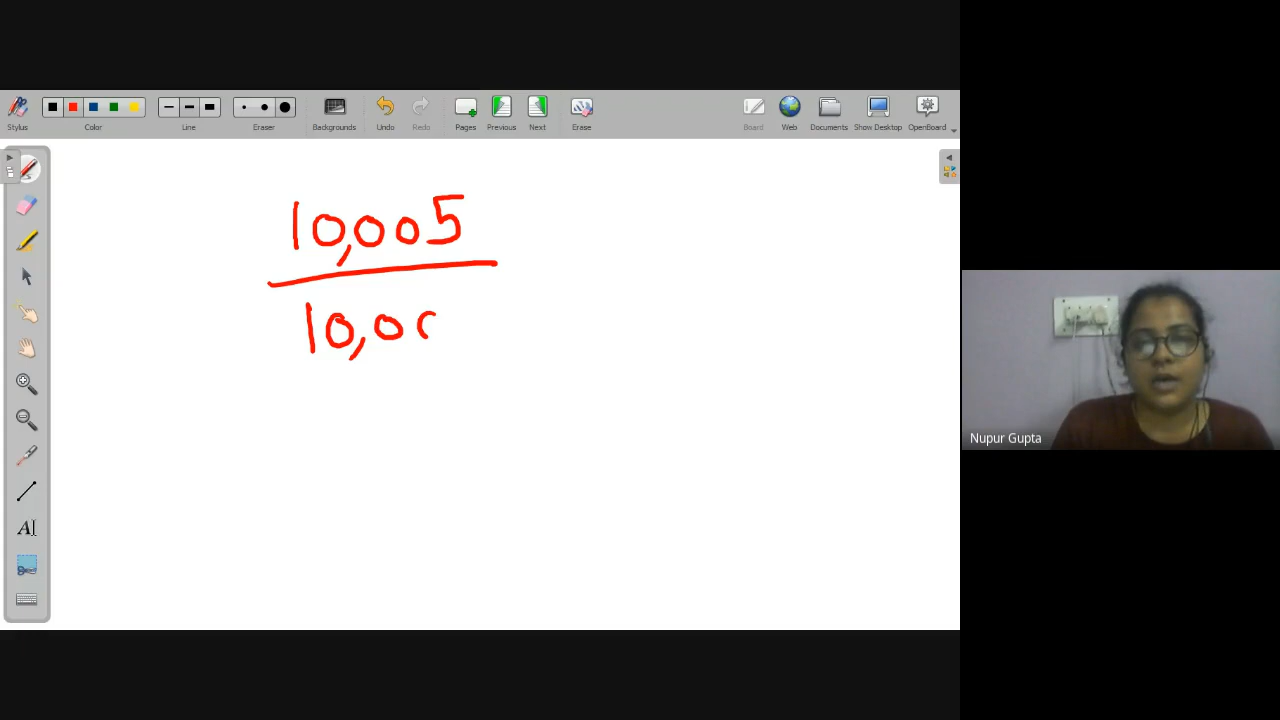 Stylus Color Line Eraser Backgrounds Undo Redo Pages Previous Next Erase Board Web Documents Show Desktop OpenBoard
10,005
10,0
Nupur Gupta